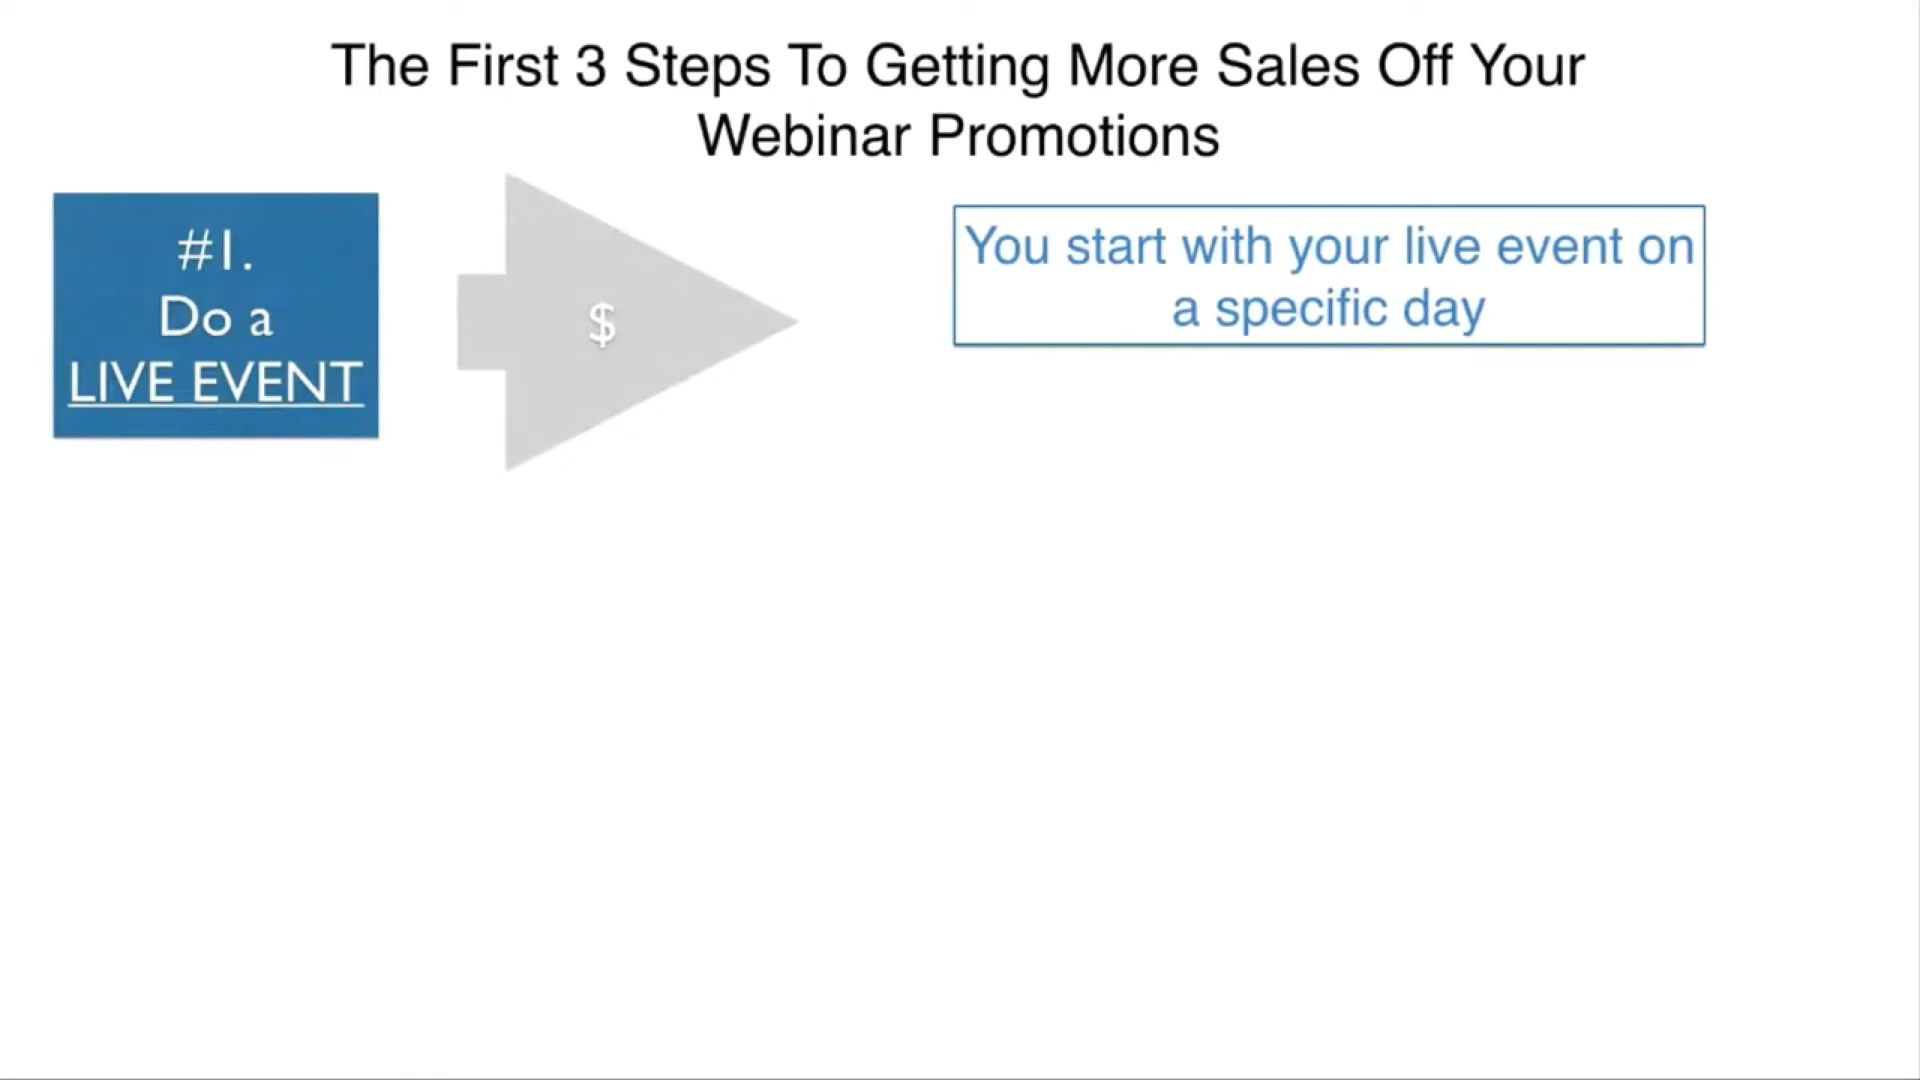 The First 3 Steps To Getting More Sales Off Your
Webinar Promotions
#1.
Do a
LIVE EVENT
$
You start with your live event on
a specific day